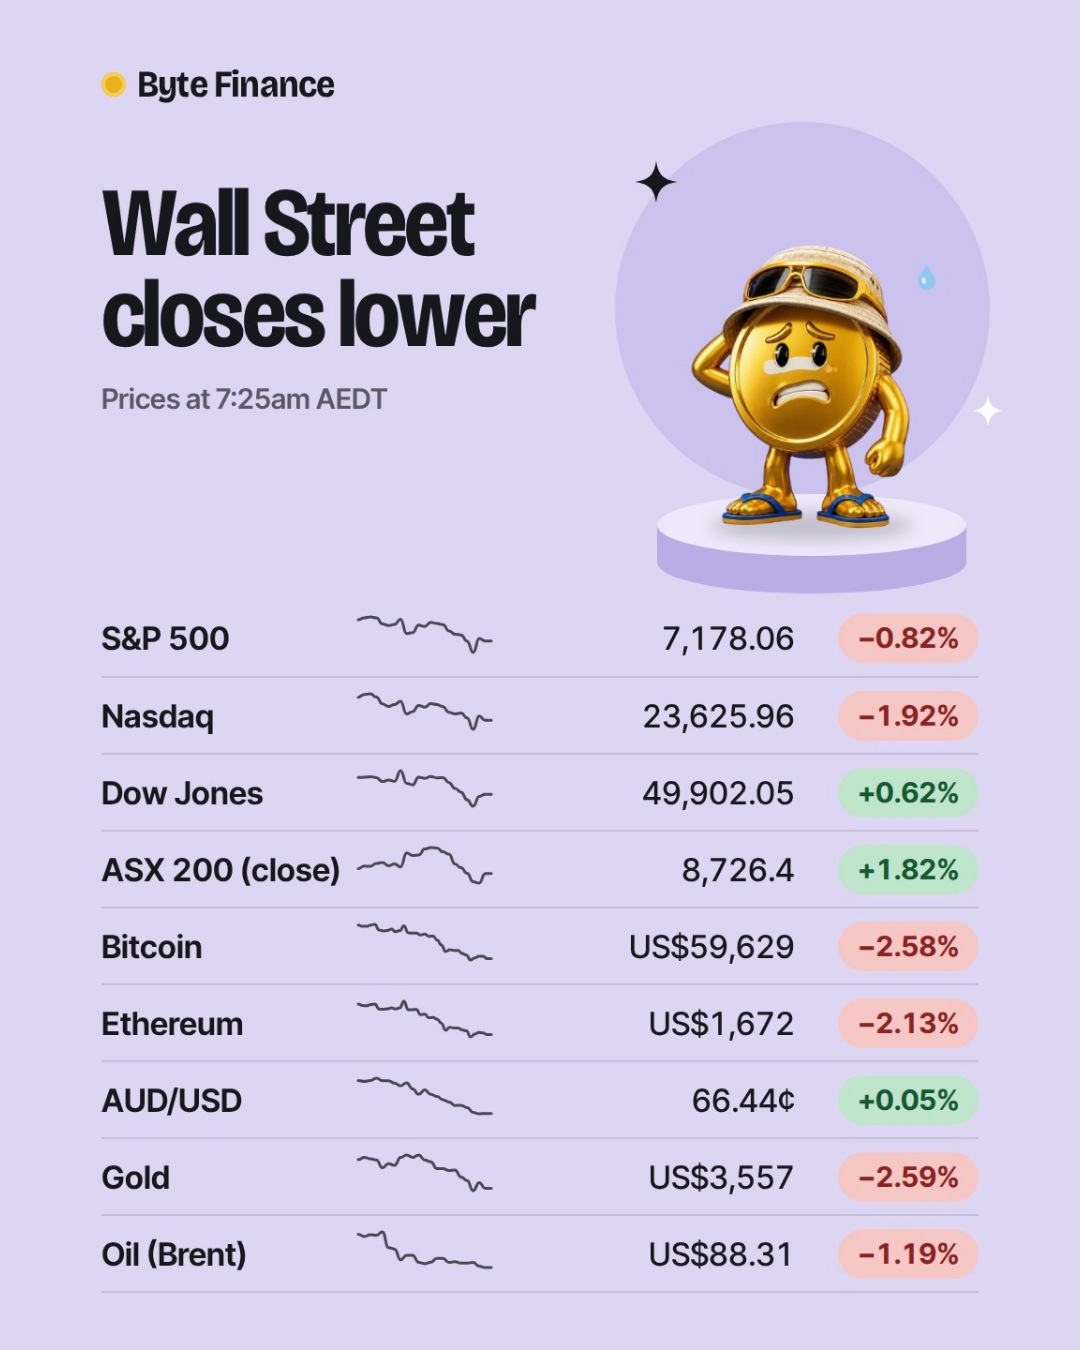 Byte Finance
Wall Street
closes lower
Prices at 7:25am AEDT
S&P 500 7,178.06 −0.82%
Nasdaq 23,625.96 −1.92%
Dow Jones 49,902.05 +0.62%
ASX 200 (close) 8,726.4 +1.82%
Bitcoin US$59,629 −2.58%
Ethereum US$1,672 −2.13%
AUD/USD 66.44¢ +0.05%
Gold US$3,557 −2.59%
Oil (Brent) US$88.31 −1.19%